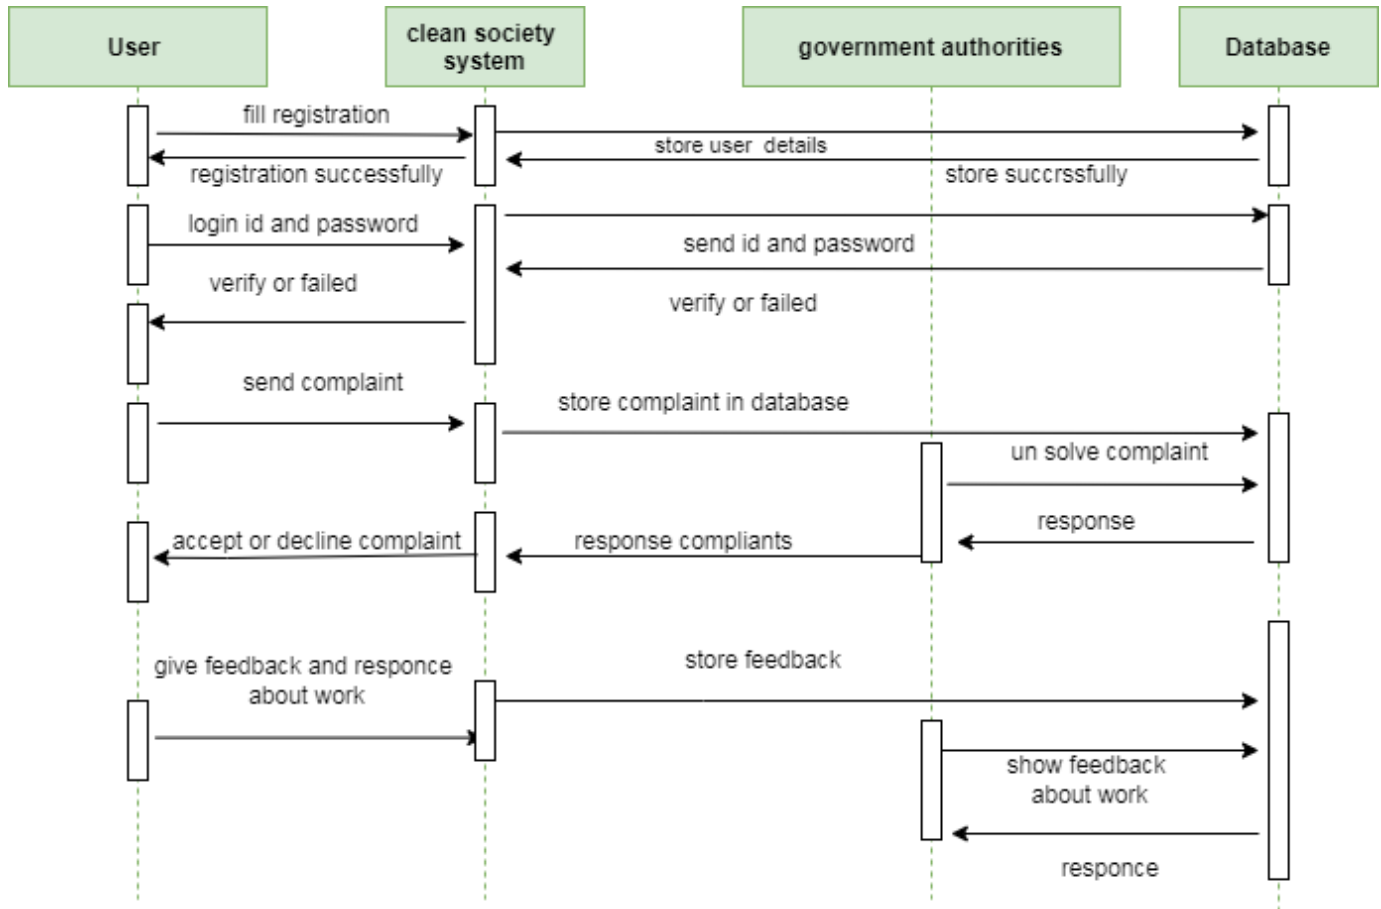 User
clean society
system
government authorities
Database
fill registration
store user details
registration successfully
store succrssfully
login id and password
send id and password
verify or failed
verify or failed
send complaint
store complaint in database
un solve complaint
response
accept or decline complaint
response compliants
give feedback and responce
about work
store feedback
show feedback
about work
responce